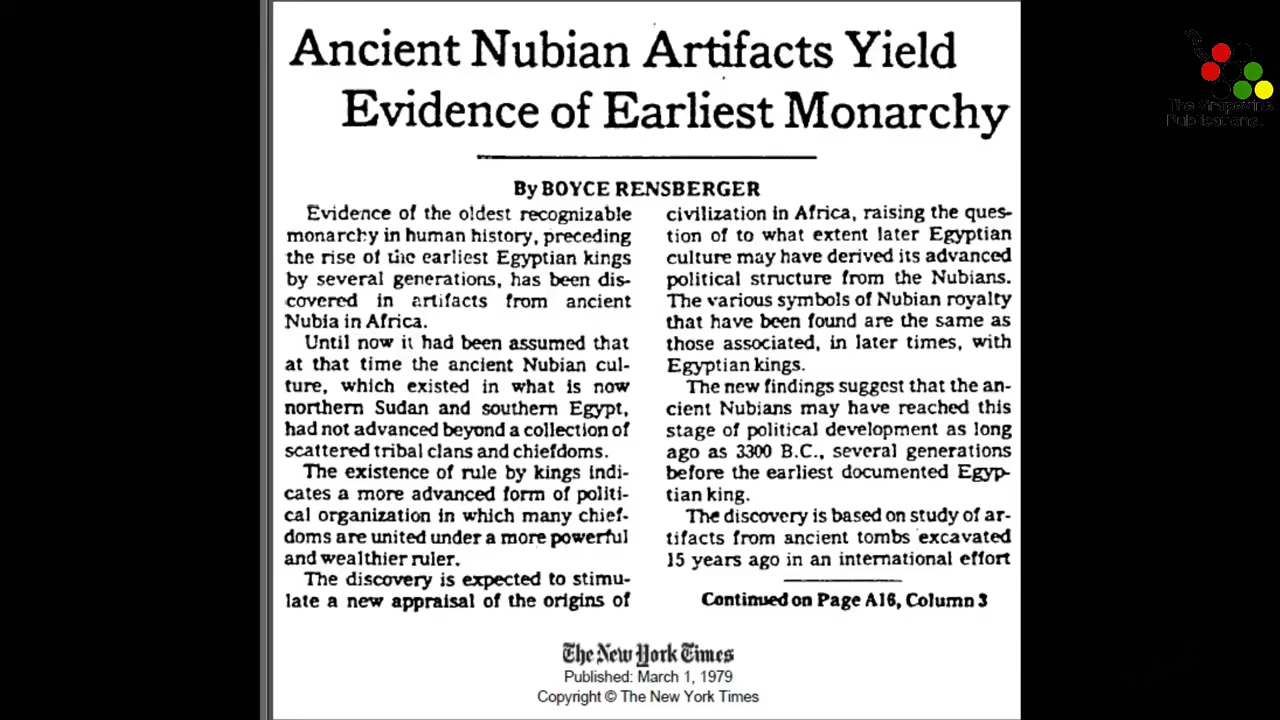 Ancient Nubian Artifacts Yield
Evidence of Earliest Monarchy
By BOYCE RENSBERGER
Evidence of the oldest recognizable
monarchy in human history, preceding
the rise of the earliest Egyptian kings
by several generations, has been dis-
covered in artifacts from ancient
Nubia in Africa.
Until now it had been assumed that
at that time the ancient Nubian cul-
ture, which existed in what is now
northern Sudan and southern Egypt,
had not advanced beyond a collection of
scattered tribal clans and chiefdoms.
The existence of rule by kings indi-
cates a more advanced form of politi-
cal organization in which many chief-
doms are united under a more powerful
and wealthier ruler.
The discovery is expected to stimu-
late a new appraisal of the origins of
civilization in Africa, raising the ques-
tion of to what extent later Egyptian
culture may have derived its advanced
political structure from the Nubians.
The various symbols of Nubian royalty
that have been found are the same as
those associated, in later times, with
Egyptian kings.
The new findings suggest that the an-
cient Nubians may have reached this
stage of political development as long
ago as 3300 B.C., several generations
before the earliest documented Egyp-
tian king.
The discovery is based on study of ar-
tifacts from ancient tombs excavated
15 years ago in an international effort
Continued on Page A16, Column 3
The New York Times
Published: March 1, 1979
Copyright © The New York Times
The Grapevine
Publications.